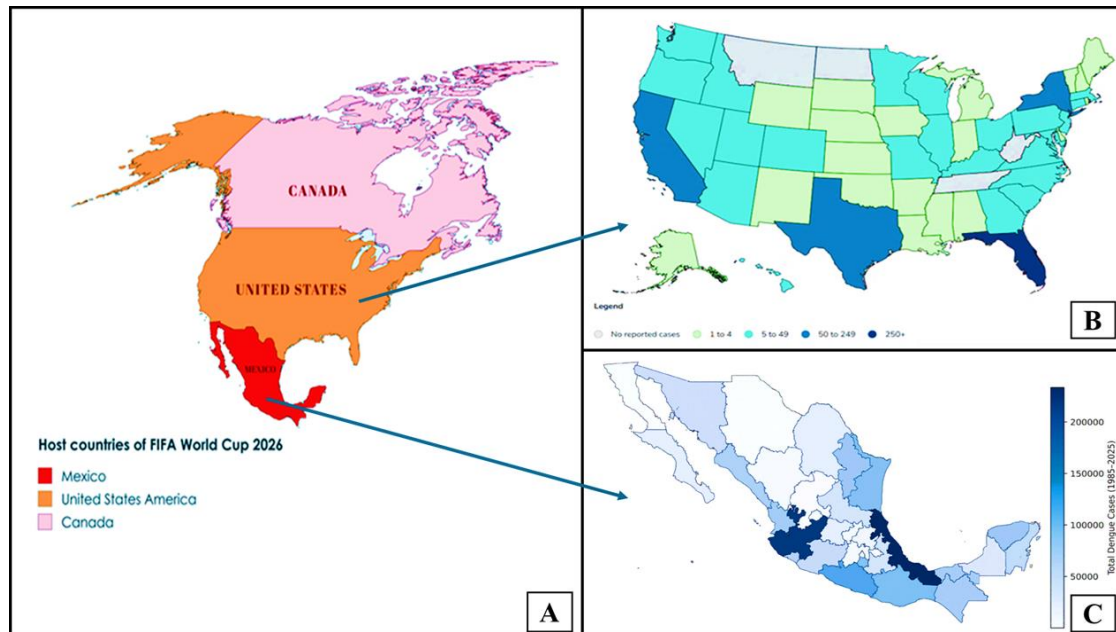 CANADA
UNITED STATES
MEXICO
Host countries of FIFA World Cup 2026
Mexico
United States America
Canada
A
Legend
No reported cases
1 to 4
5 to 49
50 to 249
250+
B
200000
150000
100000
50000
Total Dengue Cases (1985–2025)
C